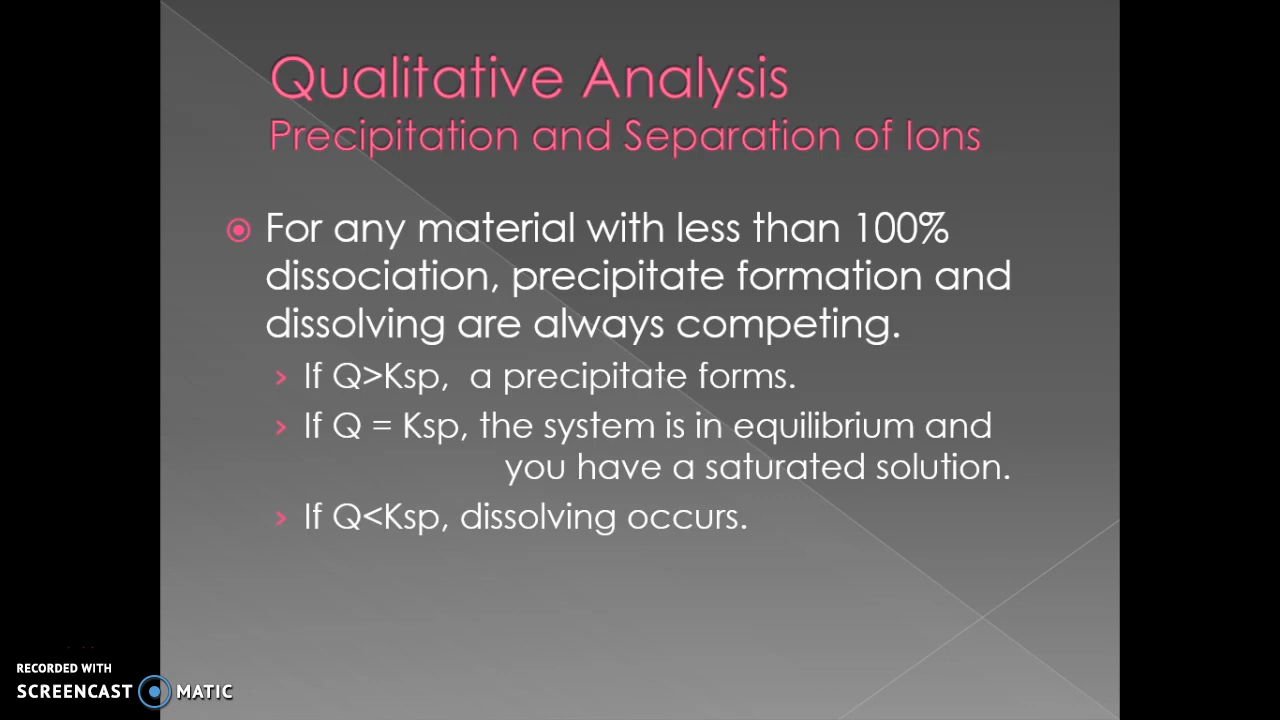 Qualitative Analysis
Precipitation and Separation of Ions
For any material with less than 100%
dissociation, precipitate formation and
dissolving are always competing.
If Q>Ksp,  a precipitate forms.
If Q = Ksp, the system is in equilibrium and
you have a saturated solution.
If Q<Ksp, dissolving occurs.
RECORDED WITH
SCREENCAST MATIC